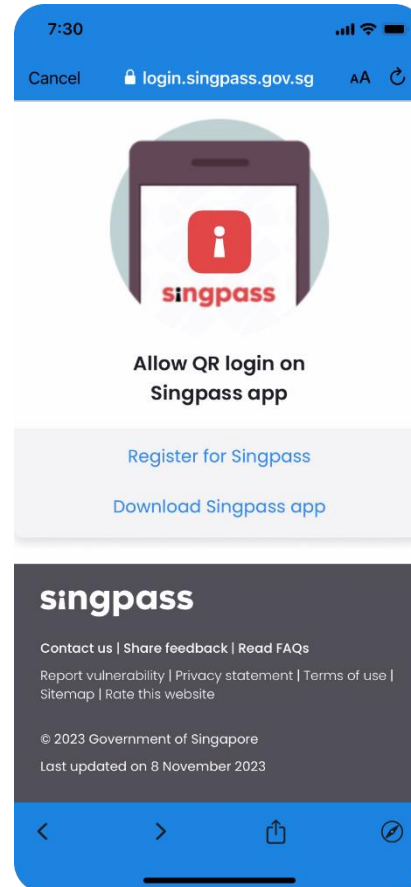 7:30
Cancel login.singpass.gov.sg AA
singpass
Allow QR login on
Singpass app
Register for Singpass
Download Singpass app
singpass
Contact us | Share feedback | Read FAQs
Report vulnerability | Privacy statement | Terms of use |
Sitemap | Rate this website
© 2023 Government of Singapore
Last updated on 8 November 2023